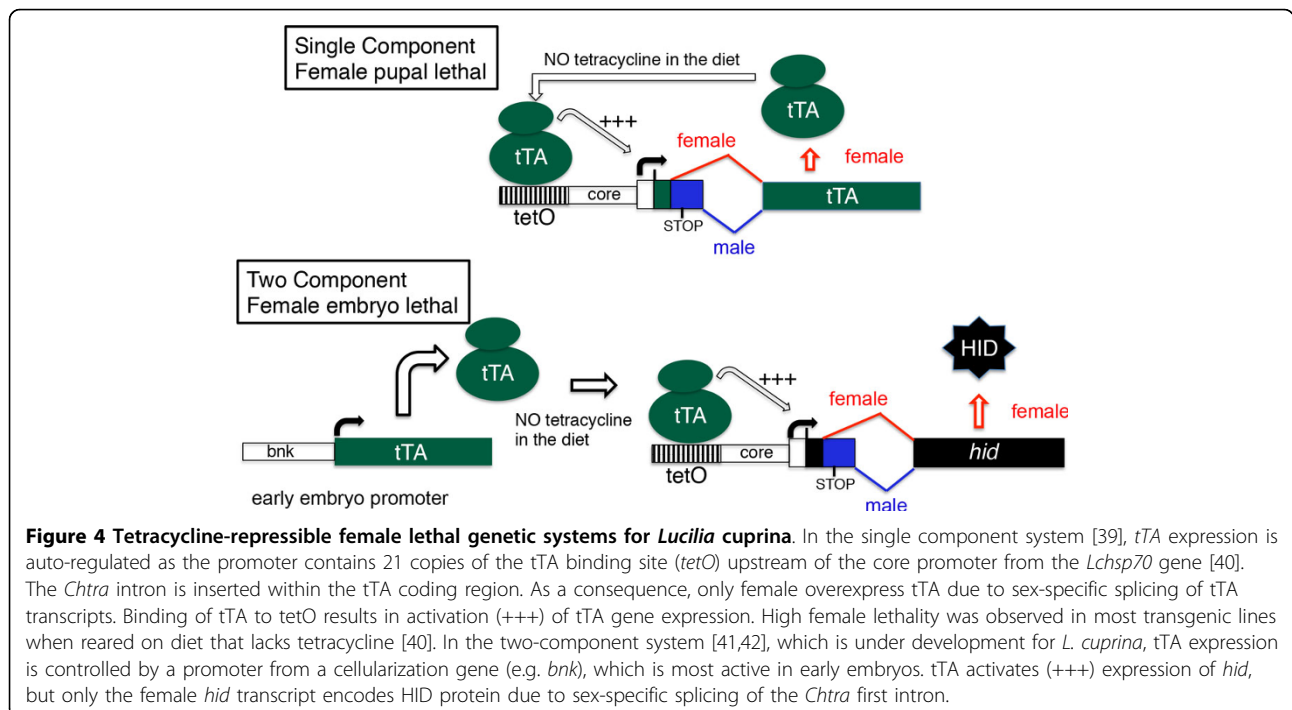 Single Component
Female pupal lethal
NO tetracycline in the diet
tTA
+++
female
female
tTA
core
tTA
tetO
STOP
male
Two Component
Female embryo lethal
tTA
HID
+++
tTA
female
female
NO tetracycline
in the diet
bnk
tTA
core
hid
tetO
STOP
male
early embryo promoter
Figure 4 Tetracycline-repressible female lethal genetic systems for Lucilia cuprina. In the single component system [39], tTA expression is
auto-regulated as the promoter contains 21 copies of the tTA binding site (tetO) upstream of the core promoter from the Lchsp70 gene [40].
The Chtra intron is inserted within the tTA coding region. As a consequence, only female overexpress tTA due to sex-specific splicing of tTA
transcripts. Binding of tTA to tetO results in activation (+++) of tTA gene expression. High female lethality was observed in most transgenic lines
when reared on diet that lacks tetracycline [40]. In the two-component system [41,42], which is under development for L. cuprina, tTA expression
is controlled by a promoter from a cellularization gene (e.g. bnk), which is most active in early embryos. tTA activates (+++) expression of hid,
but only the female hid transcript encodes HID protein due to sex-specific splicing of the Chtra first intron.